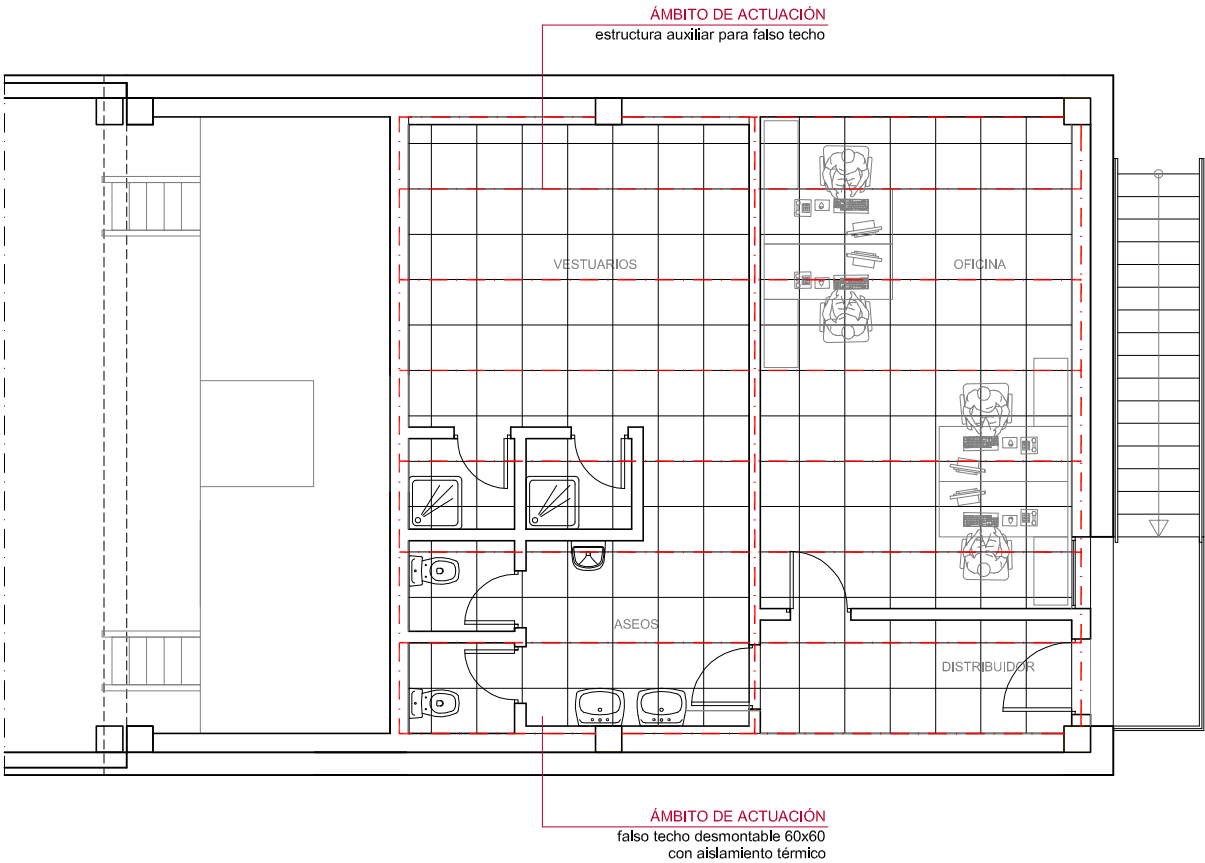 ÁMBITO DE ACTUACIÓN
estructura auxiliar para falso techo
VESTUARIOS
OFICINA
ASEOS
DISTRIBUIDOR
ÁMBITO DE ACTUACIÓN
falso techo desmontable 60x60
con aislamiento térmico